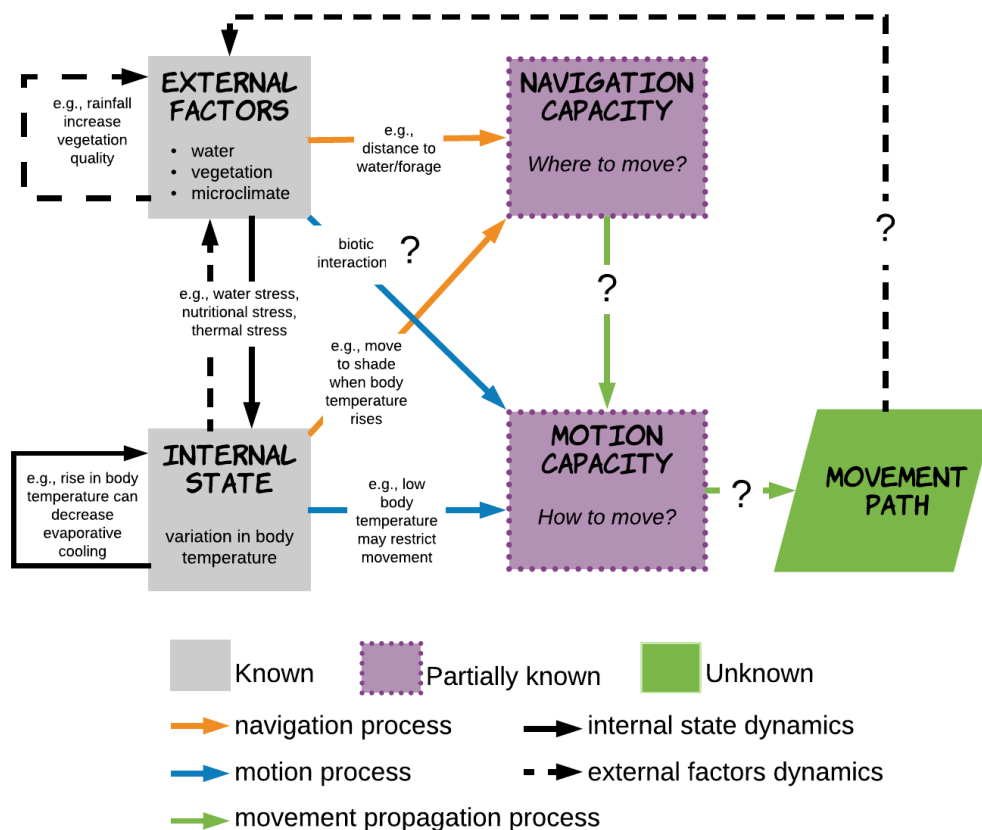 EXTERNAL
FACTORS
• water
• vegetation
• microclimate
e.g., rainfall
increase
vegetation
quality
e.g.,
distance to
water/forage
NAVIGATION
CAPACITY
Where to move?
biotic
interaction
?
?
?
e.g., water stress,
nutritional stress,
thermal stress
e.g., move
to shade
when body
temperature
rises
INTERNAL
STATE
variation in body
temperature
e.g., rise in body
temperature can
decrease
evaporative
cooling
e.g., low
body
temperature
may restrict
movement
MOTION
CAPACITY
How to move?
?
MOVEMENT
PATH
Known
Partially known
Unknown
navigation process
internal state dynamics
motion process
external factors dynamics
movement propagation process